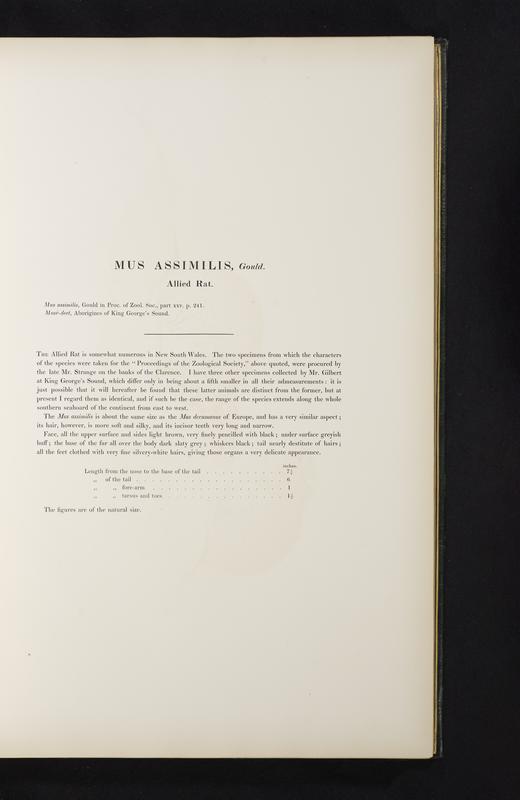 MUS ASSIMILIS, Gould.
Allied Rat.
Mus assimilis, Gould in Proc. of Zool. Soc., part xxv. p. 241.
Moor-deet, Aborigines of King George's Sound.
The Allied Rat is somewhat numerous in New South Wales. The two specimens from which the characters
of the species were taken for the "Proceedings of the Zoological Society," above quoted, were procured by
the late Mr. Strange on the banks of the Clarence. I have three other specimens collected by Mr. Gilbert
at King George's Sound, which differ only in being about a fifth smaller in all their admeasurements: it is
just possible that it will hereafter be found that these latter animals are distinct from the former, but at
present I regard them as identical, and if such be the case, the range of the species extends along the whole
southern seaboard of the continent from east to west.
The Mus assimilis is about the same size as the Mus decumanus of Europe, and has a very similar aspect;
its hair, however, is more soft and silky, and its incisor teeth very long and narrow.
Face, all the upper surface and sides light brown, very finely pencilled with black; under surface greyish
buff; the base of the fur all over the body dark slaty grey; whiskers black; tail nearly destitute of hairs;
all the feet clothed with very fine silvery-white hairs, giving those organs a very delicate appearance.
inches.
Length from the nose to the base of the tail . . . . . . . . . . 7½
,, of the tail . . . . . . . . . . . . . . . . . . 6
,, ,, fore-arm . . . . . . . . . . . . . . . . 1
,, ,, tarsus and toes . . . . . . . . . . . . . . 1½
The figures are of the natural size.